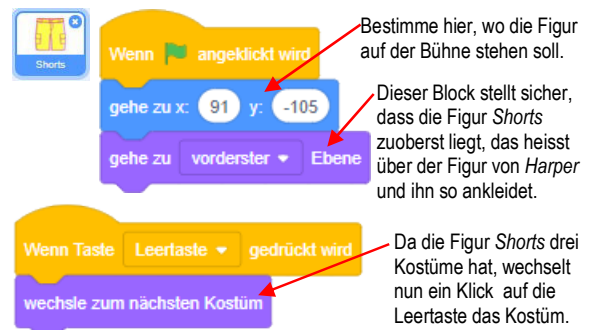 Shorts
Wenn angeklickt wird
gehe zu x: 91 y: -105
gehe zu vorderster Ebene
Bestimme hier, wo die Figur
auf der Bühne stehen soll.
Dieser Block stellt sicher,
dass die Figur Shorts
zuoberst liegt, das heisst
über der Figur von Harper
und ihn so ankleidet.
Wenn Taste Leertaste gedrückt wird
wechsle zum nächsten Kostüm
Da die Figur Shorts drei
Kostüme hat, wechselt
nun ein Klick auf die
Leertaste das Kostüm.